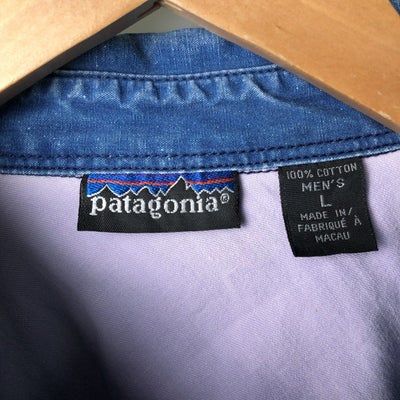 patagonia®
100% COTTON
MEN'S
L
MADE IN/
FABRIQUÉ À
MACAU